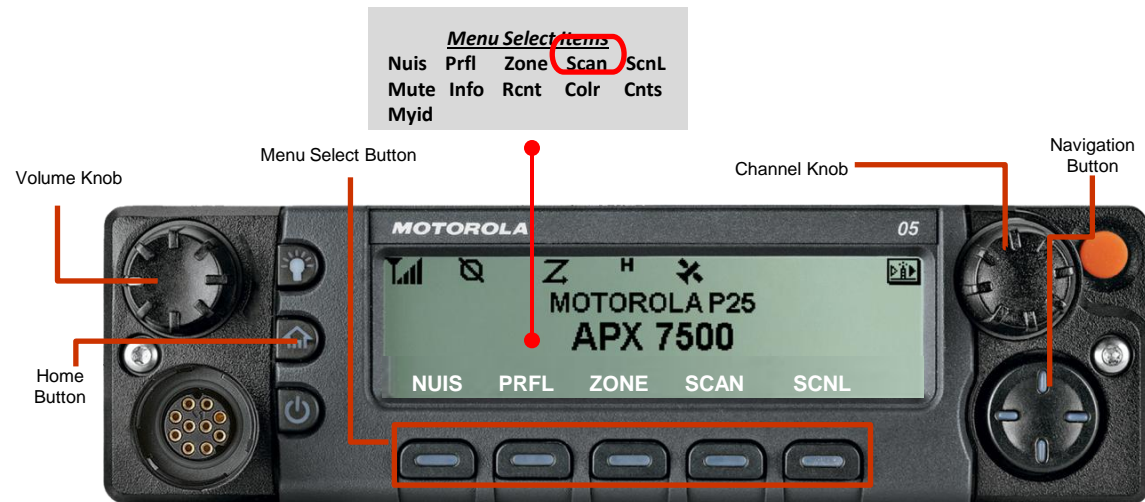 Menu Select Items
Nuis Prfl Zone Scan ScnL
Mute Info Rcnt Colr Cnts
Myid
Navigation
Button
Menu Select Button
Channel Knob
Volume Knob
MOTOROLA 05
H
MOTOROLA P25
APX 7500
NUIS PRFL ZONE SCAN SCNL
Home
Button